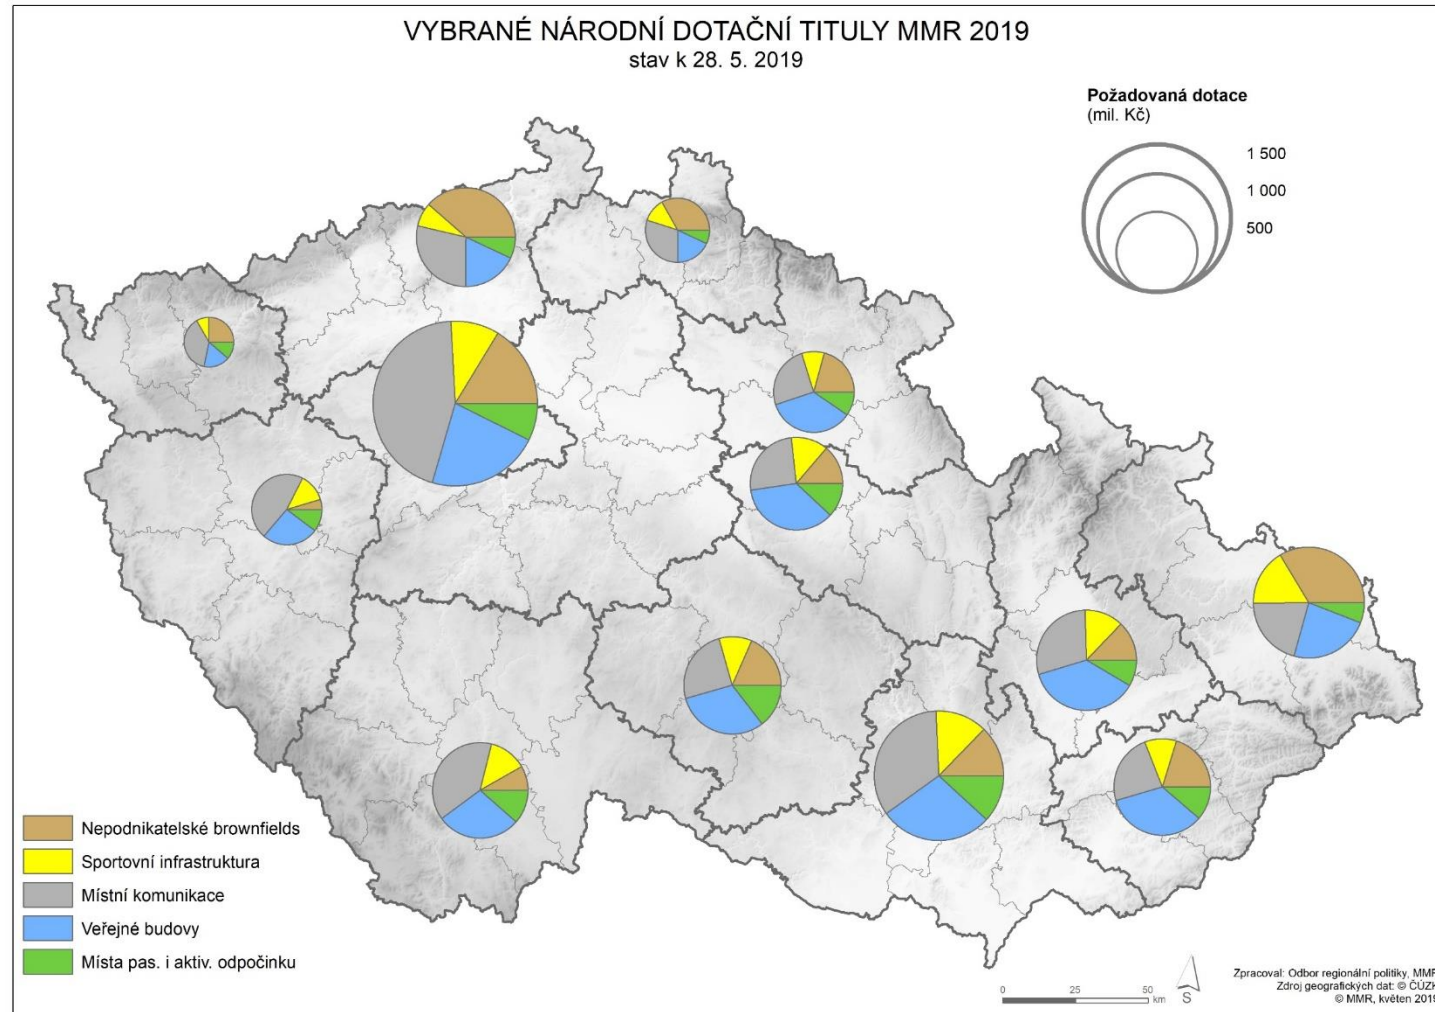 VYBRANÉ NÁRODNÍ DOTAČNÍ TITULY MMR 2019
stav k 28. 5. 2019
Požadovaná dotace
(mil. Kč)
1 500
1 000
500
Nepodnikatelské brownfields
Sportovní infrastruktura
Místní komunikace
Veřejné budovy
Místa pas. i aktiv. odpočinku
0 25 50
km
S
Zpracoval: Odbor regionální politiky, MMR
Zdroj geografických dat: © ČÚZK
© MMR, květen 2019